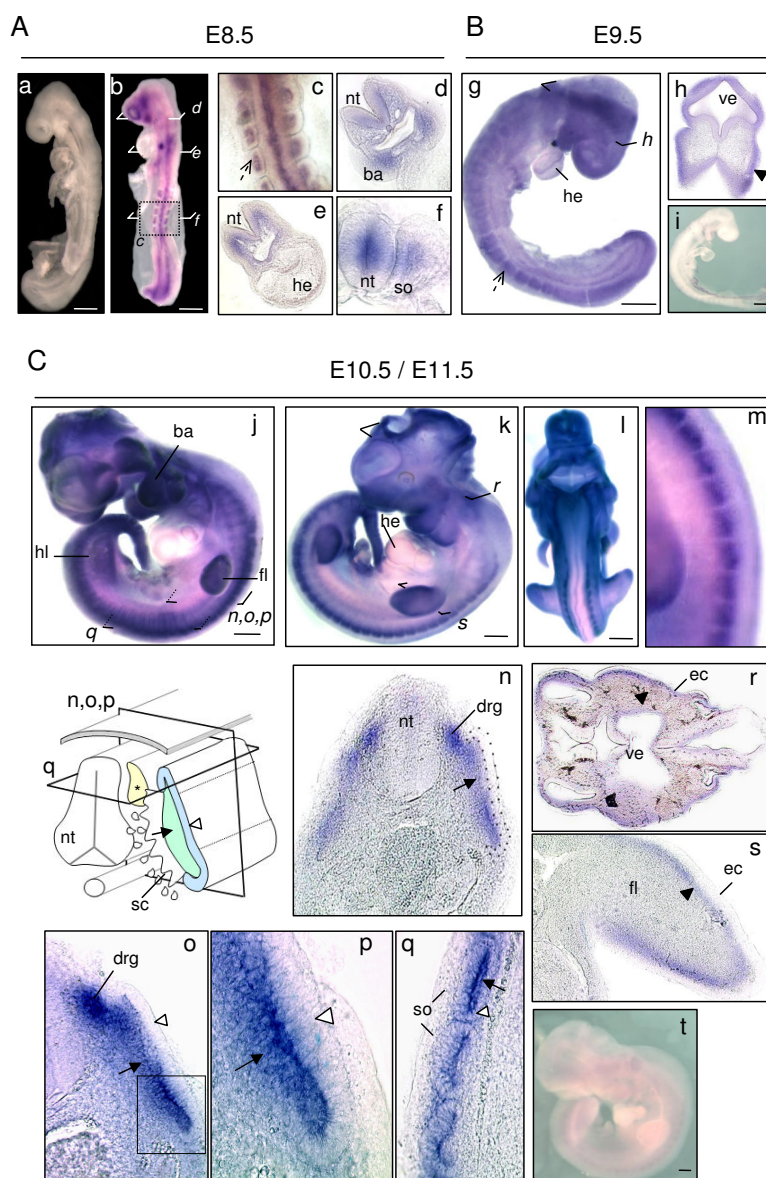 A
E8.5
B
E9.5
a
b
d
e
f
c
c
nt
d
ba
nt
e
he
f
nt
so
g
h
he
h
ve
i
C
E10.5 / E11.5
j
ba
hl
fl
q
n,o,p
k
r
he
s
l
m
n,o,p
q
*
nt
sc
n
nt
drg
r
ec
ve
s
fl
ec
o
drg
p
q
so
t